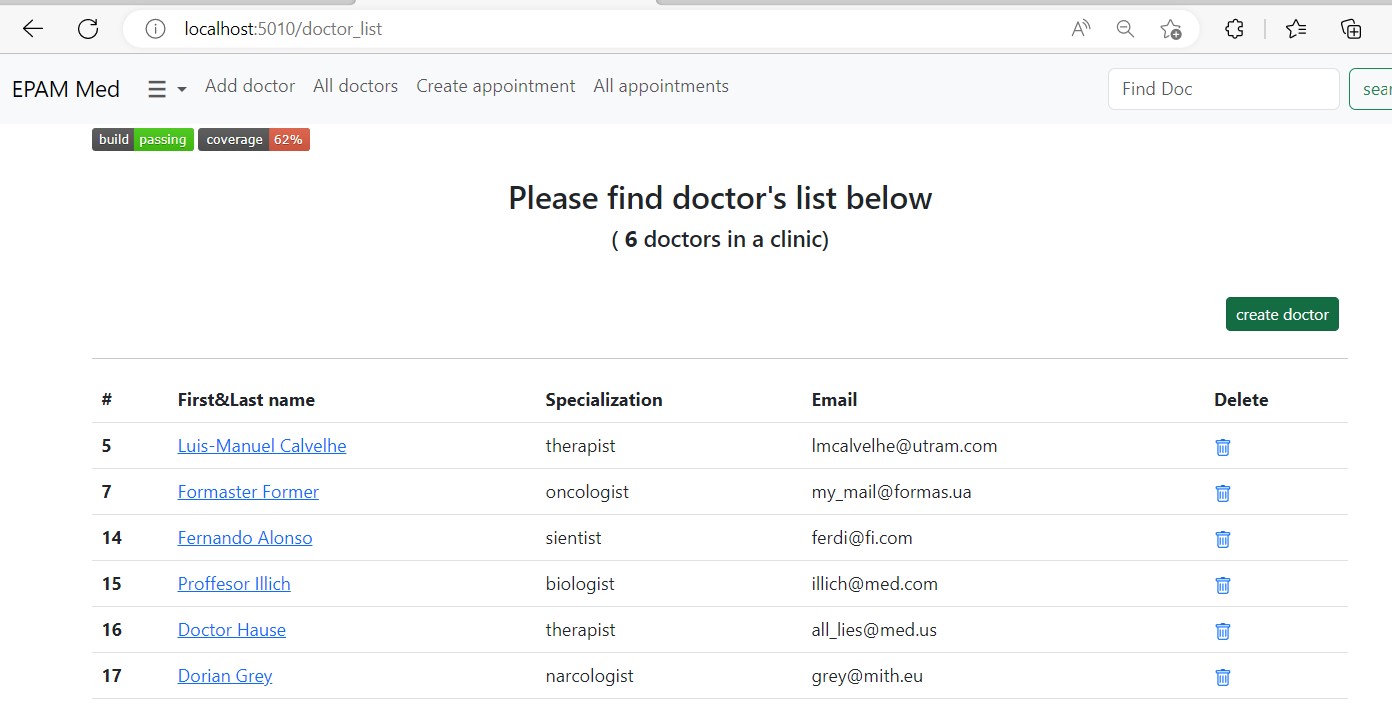 localhost:5010/doctor_list
EPAM Med Add doctor All doctors Create appointment All appointments Find Doc
build passing coverage 62%
Please find doctor's list below
( 6 doctors in a clinic)
create doctor
# First&Last name Specialization Email Delete
5 Luis-Manuel Calvelhe therapist lmcalvelhe@utram.com
7 Formaster Former oncologist my_mail@formas.ua
14 Fernando Alonso sientist ferdi@fi.com
15 Proffesor Illich biologist illich@med.com
16 Doctor Hause therapist all_lies@med.us
17 Dorian Grey narcologist grey@mith.eu